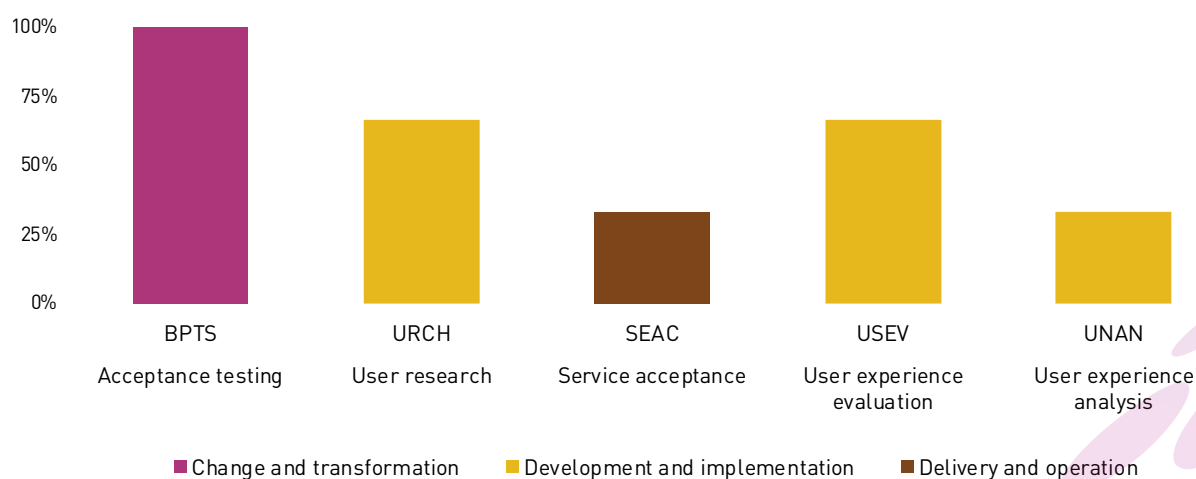 100%
75%
50%
25%
0%
BPTS URCH SEAC USEV UNAN
Acceptance testing User research Service acceptance User experience User experience
evaluation analysis
Change and transformation Development and implementation Delivery and operation